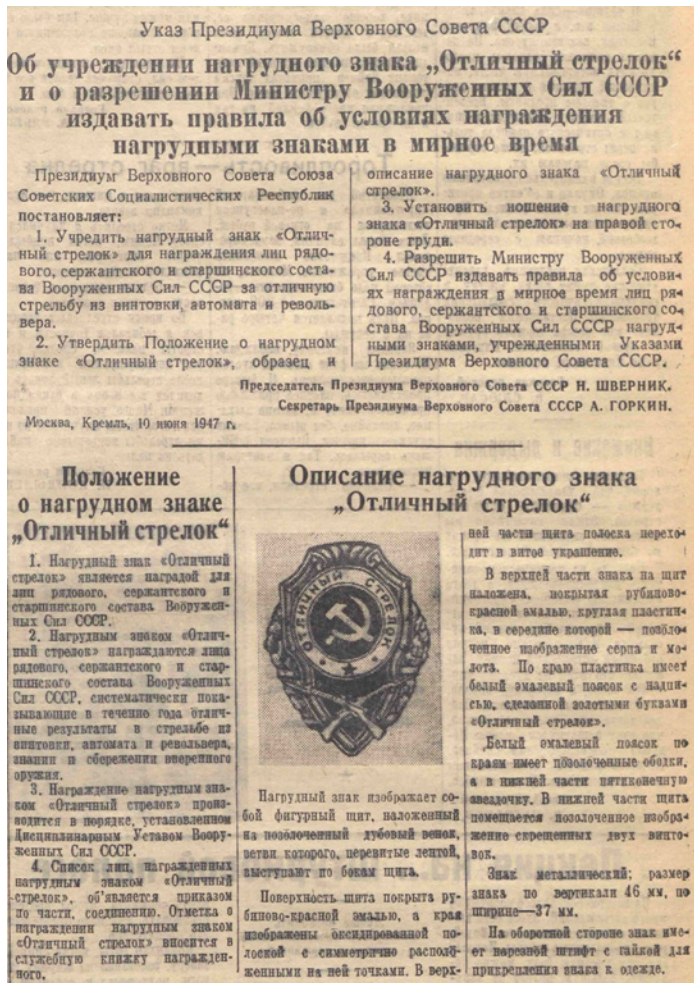 Указ Президиума Верховного Совета СССР
Об учреждении нагрудного знака „Отличный стрелок“
и о разрешении Министру Вооруженных Сил СССР
издавать правила об условиях награждения
нагрудными знаками в мирное время
Президиум Верховного Совета Союза
Советских Социалистических Республик
постановляет:
1. Учредить нагрудный знак «Отлич-
ный стрелок» для награждения лиц рядо-
вого, сержантского и старшинского соста-
ва Вооруженных Сил СССР за отличную
стрельбу из винтовки, автомата и револь-
вера.
2. Утвердить Положение о нагрудном
знаке «Отличный стрелок», образец и
описание нагрудного знака «Отличный
стрелок».
3. Установить ношение нагрудного
знака «Отличный стрелок» на правой сто-
роне груди.
4. Разрешить Министру Вооруженных
Сил СССР издавать правила об услови-
ях награждения в мирное время лиц ря-
дового, сержантского и старшинского со-
става Вооруженных Сил СССР нагруд-
ными знаками, учрежденными Указами
Президиума Верховного Совета СССР.
Председатель Президиума Верховного Совета СССР Н. ШВЕРНИК.
Секретарь Президиума Верховного Совета СССР А. ГОРКИН.
Москва, Кремль, 10 июня 1947 г.
Положение
о нагрудном знаке
„Отличный стрелок“
1. Нагрудный знак «Отличный
стрелок» является наградой для
лиц рядового, сержантского и
старшинского состава Вооружен-
ных Сил СССР.
2. Нагрудным знаком «Отлич-
ный стрелок» награждаются лица
рядового, сержантского и стар-
шинского состава Вооруженных
Сил СССР, систематически пока-
зывающие в течение года отлич-
ные результаты в стрельбе из
винтовки, автомата и револьвера,
знании и сбережении вверенного
оружия.
3. Награждение нагрудным зна-
ком «Отличный стрелок» произ-
водится в порядке, установленном
Дисциплинарным Уставом Воору-
женных Сил СССР.
4. Список лиц, награжденных
нагрудным знаком «Отличный
стрелок», об'является приказом
по части, соединению. Отметка о
награждении нагрудным знаком
«Отличный стрелок» вносится в
служебную книжку награжден-
ного.
Описание нагрудного знака
„Отличный стрелок“
ОТЛИЧНЫЙ СТРЕЛОК
Нагрудный знак изображает со-
бой фигурный щит, наложенный
на позолоченный дубовый венок,
ветви которого, перевитые лентой,
выступают по бокам щита.
Поверхность щита покрыта ру-
биново-красной эмалью, а края
изображены оксидированной по-
лоской с симметрично располо-
женными на ней точками. В верх-
ней части щита полоска перехо-
дит в витое украшение.
В верхней части знака на щит
наложена, покрытая рубиново-
красной эмалью, круглая пластин-
ка, в середине которой — позоло-
ченное изображение серпа и мо-
лота. По краю пластинка имеет
белый эмалевый поясок с надпи-
сью, сделанной золотыми буквами
«Отличный стрелок».
Белый эмалевый поясок по
краям имеет позолоченные ободки,
а в нижней части пятиконечную
звездочку. В нижней части щита
помещается позолоченное изобра-
жение скрещенных двух винто-
вок.
Знак металлический; размер
знака по вертикали 46 мм, по
ширине—37 мм.
На оборотной стороне знак име-
ет нарезной штифт с гайкой для
прикрепления знака к одежде.